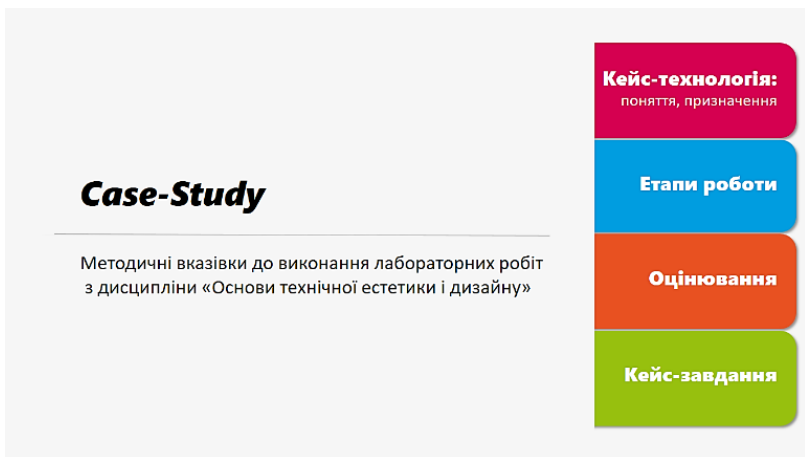 Case-Study
Методичні вказівки до виконання лабораторних робіт
з дисципліни «Основи технічної естетики і дизайну»
Кейс-технологія:
поняття, призначення
Етапи роботи
Оцінювання
Кейс-завдання